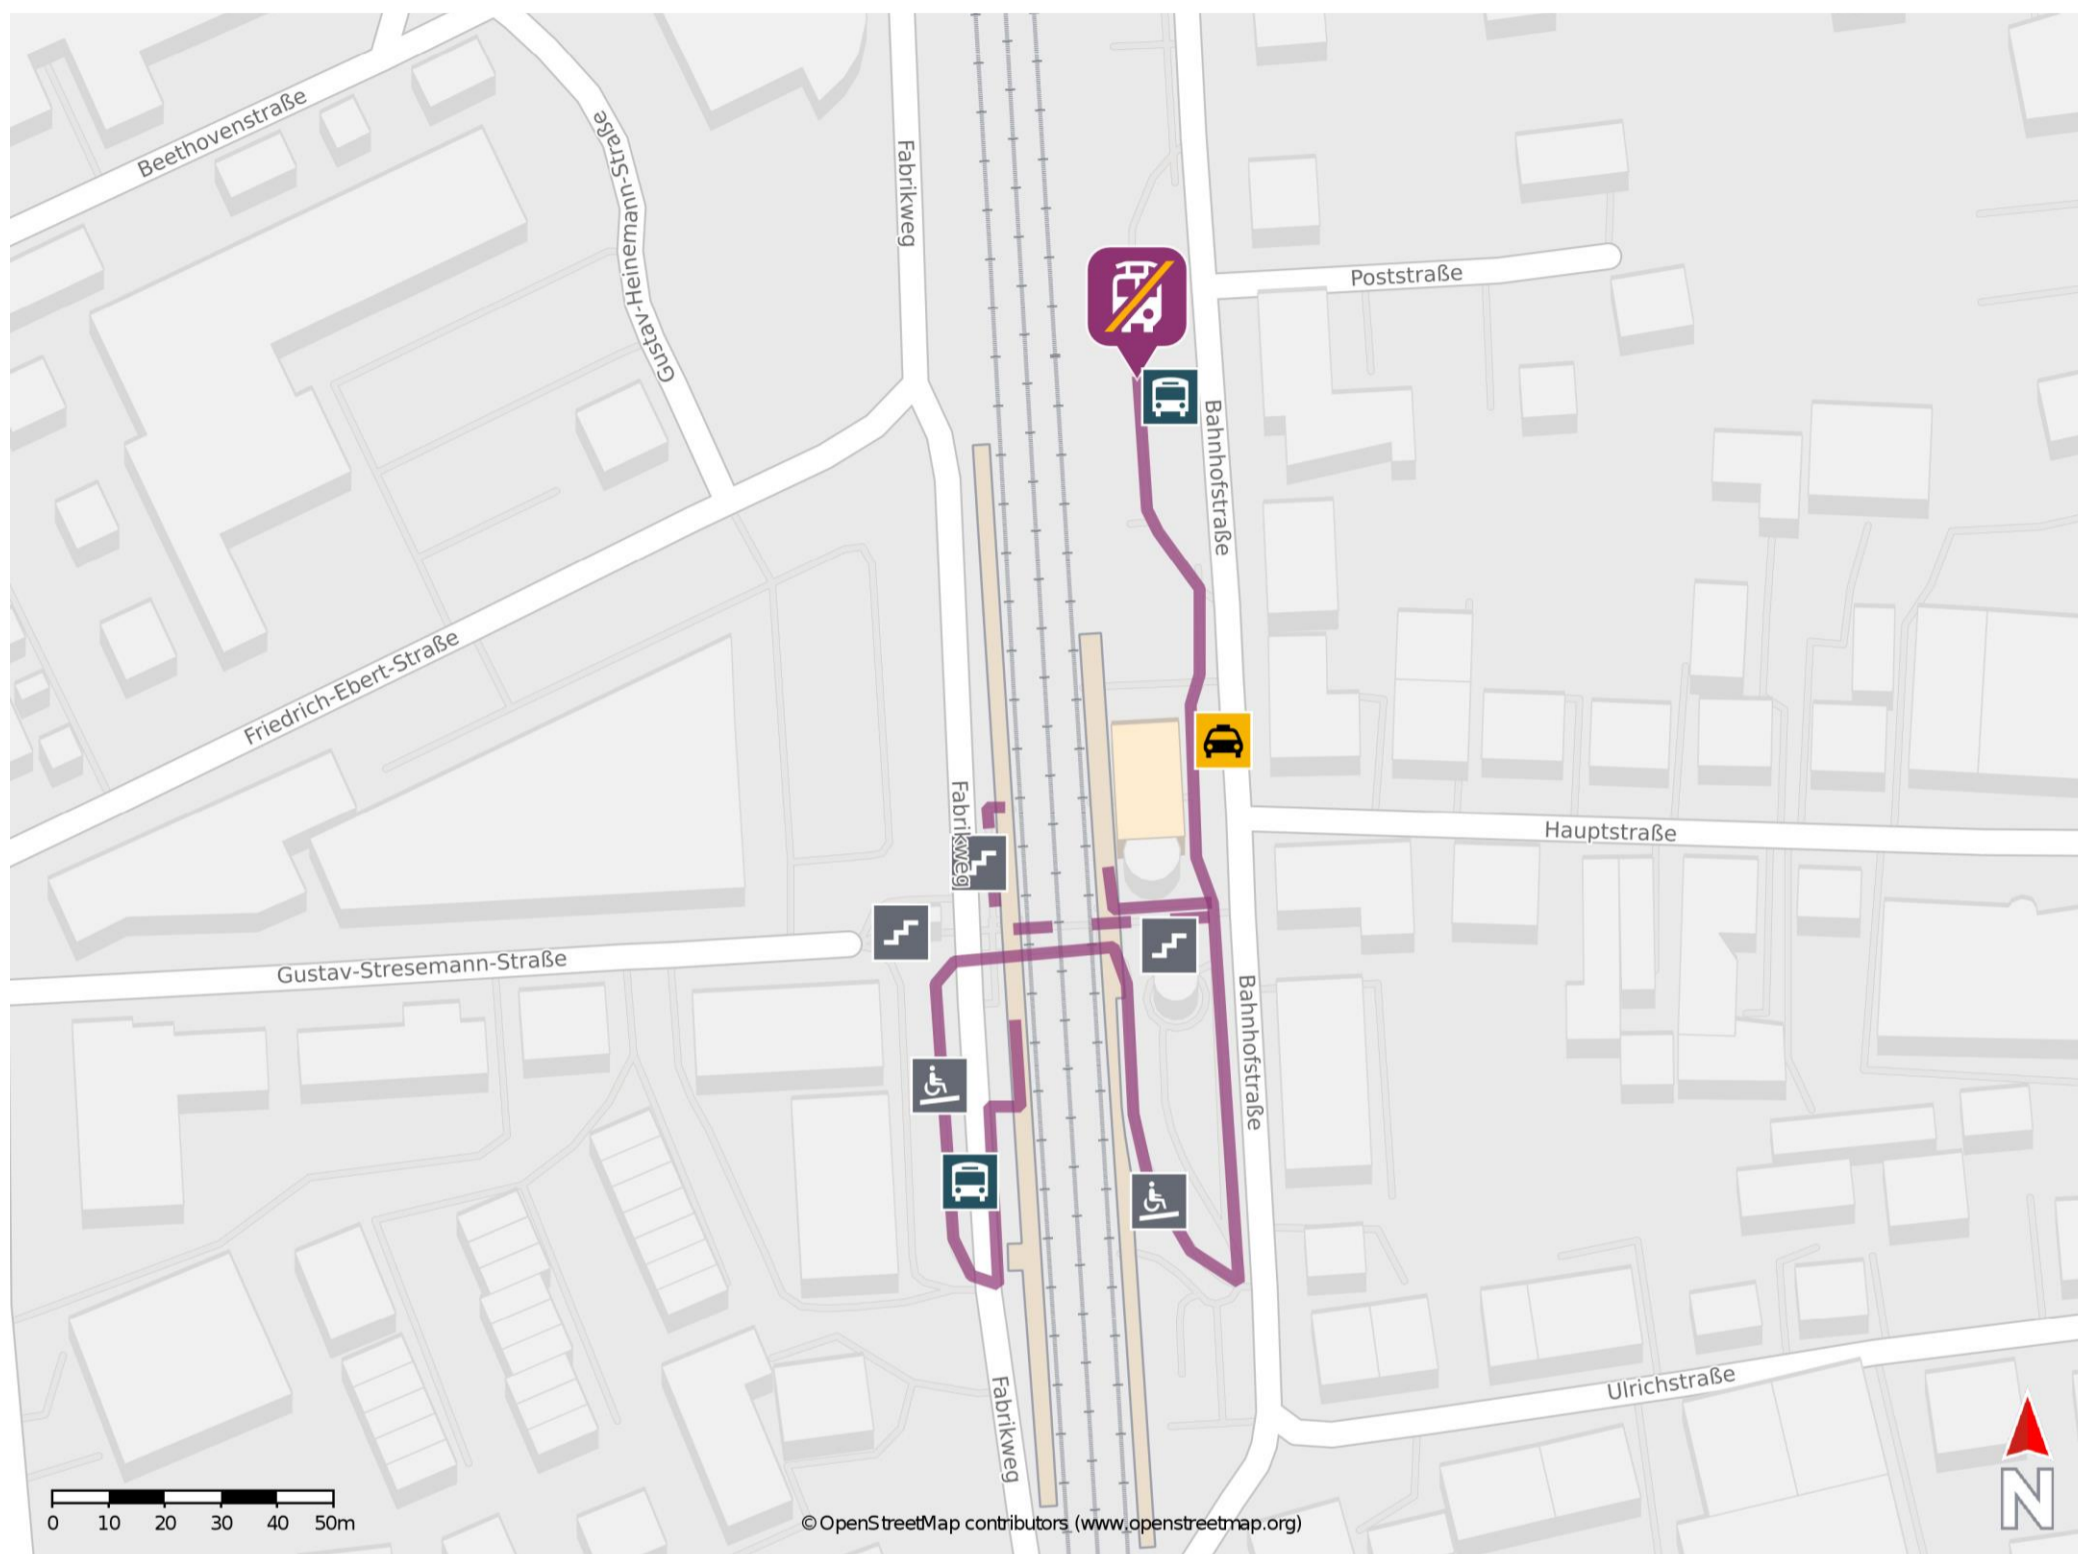 Beethovenstraße
Gustav-Heinemann-Straße
Fabrikweg
Poststraße
Bahnhofstraße
Friedrich-Ebert-Straße
Fabrikweg
Hauptstraße
Gustav-Stresemann-Straße
Bahnhofstraße
Fabrikweg
Ulrichstraße
N
0 10 20 30 40 50m
©OpenStreetMap contributors (www.openstreetmap.org)